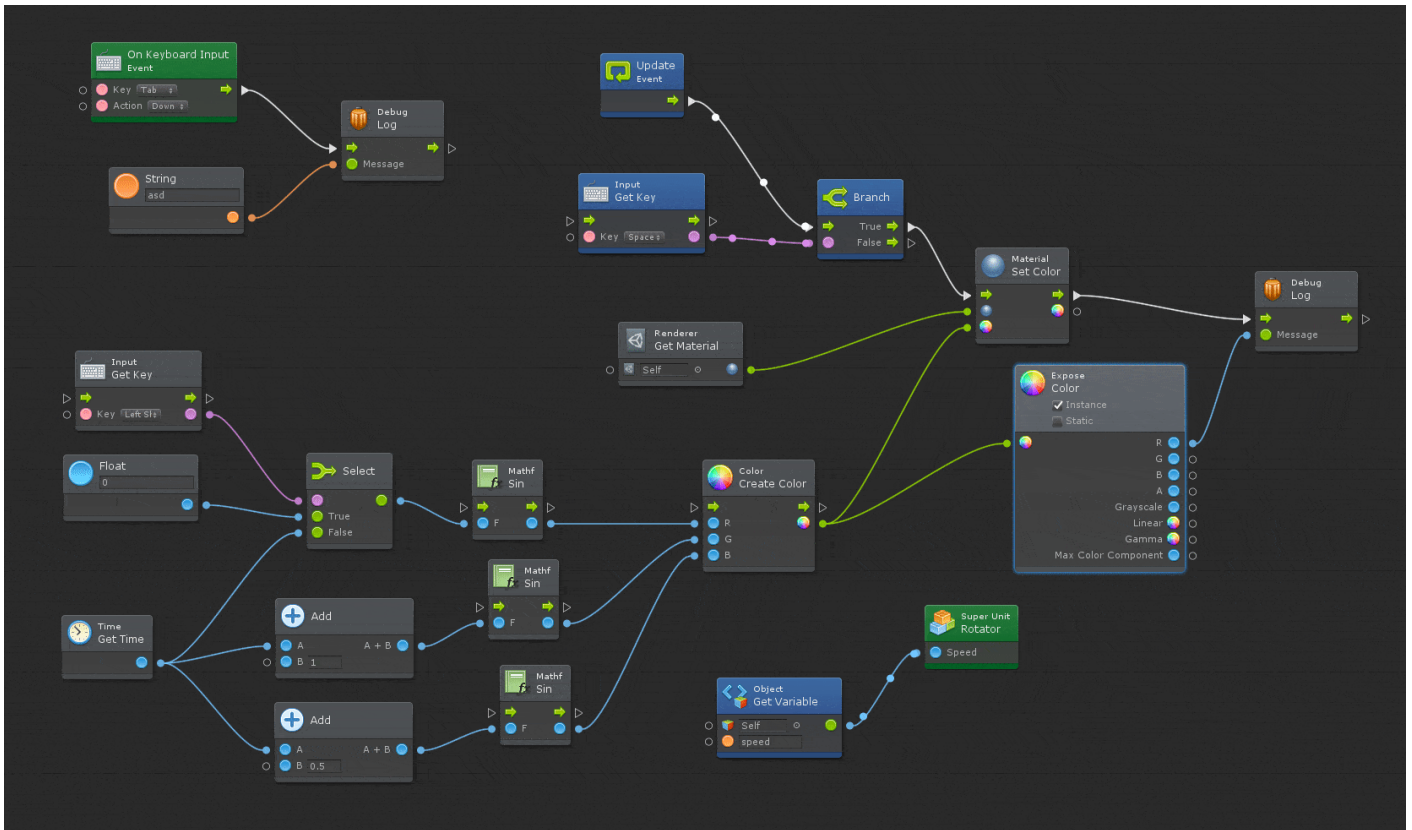 On Keyboard Input
Event
Key Tab
Action Down
Debug
Log
Message
String
asd
Update
Event
Input
Get Key
Key Space
Branch
True
False
Material
Set Color
Debug
Log
Message
Renderer
Get Material
Self
Expose
Color
Instance
Static
R
G
B
A
Grayscale
Linear
Gamma
Max Color Component
Input
Get Key
Key Left Sh
Float
0
Select
True
False
Mathf
Sin
F
Color
Create Color
R
G
B
Mathf
Sin
F
Time
Get Time
Add
A A + B
B 1
Mathf
Sin
F
Add
A A + B
B 0.5
Super Unit
Rotator
Speed
Object
Get Variable
Self
speed